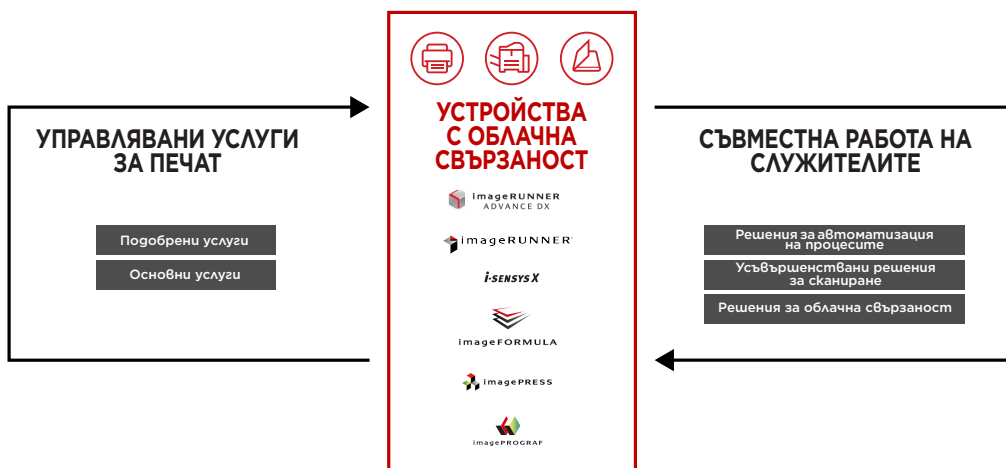 УПРАВЛЯВАНИ УСЛУГИ
ЗА ПЕЧАТ
Подобрени услуги
Основни услуги
УСТРОЙСТВА
С ОБЛАЧНА
СВЪРЗАНОСТ
imageRUNNER
ADVANCE DX
imageRUNNER
i-SENSYS X
imageFORMULA
imagePRESS
imagePROGRAF
СЪВМЕСТНА РАБОТА НА
СЛУЖИТЕЛИТЕ
Решения за автоматизация
на процесите
Усъвършенствани решения
за сканиране
Решения за облачна свързаност